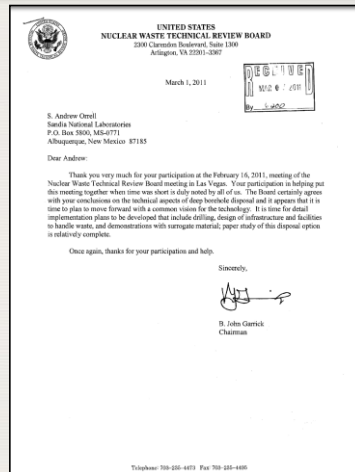 UNITED STATES
NUCLEAR WASTE TECHNICAL REVIEW BOARD
2300 Clarendon Boulevard, Suite 1300
Arlington, VA 22201-3367
March 1, 2011
RECEIVED
By
S. Andrew Orrell
Sandia National Laboratories
P.O. Box 5800, MS-0771
Albuquerque, New Mexico 87185
Dear Andrew:
Thank you very much for your participation at the February 16, 2011, meeting of the
Nuclear Waste Technical Review Board meeting in Las Vegas. Your participation in helping put
this meeting together when time was short is duly noted by all of us. The Board certainly agrees
with your conclusions on the technical aspects of deep borehole disposal and it appears that it is
time to plan to move forward with a common vision for the technology. It is time for detail
implementation plans to be developed that include drilling, design of infrastructure and facilities
to handle waste, and demonstrations with surrogate material; paper study of this disposal option
is relatively complete.
Once again, thanks for your participation and help.
Sincerely,
B. John Garrick
Chairman
Telephone: 703-235-4473 Fax: 703-235-4495